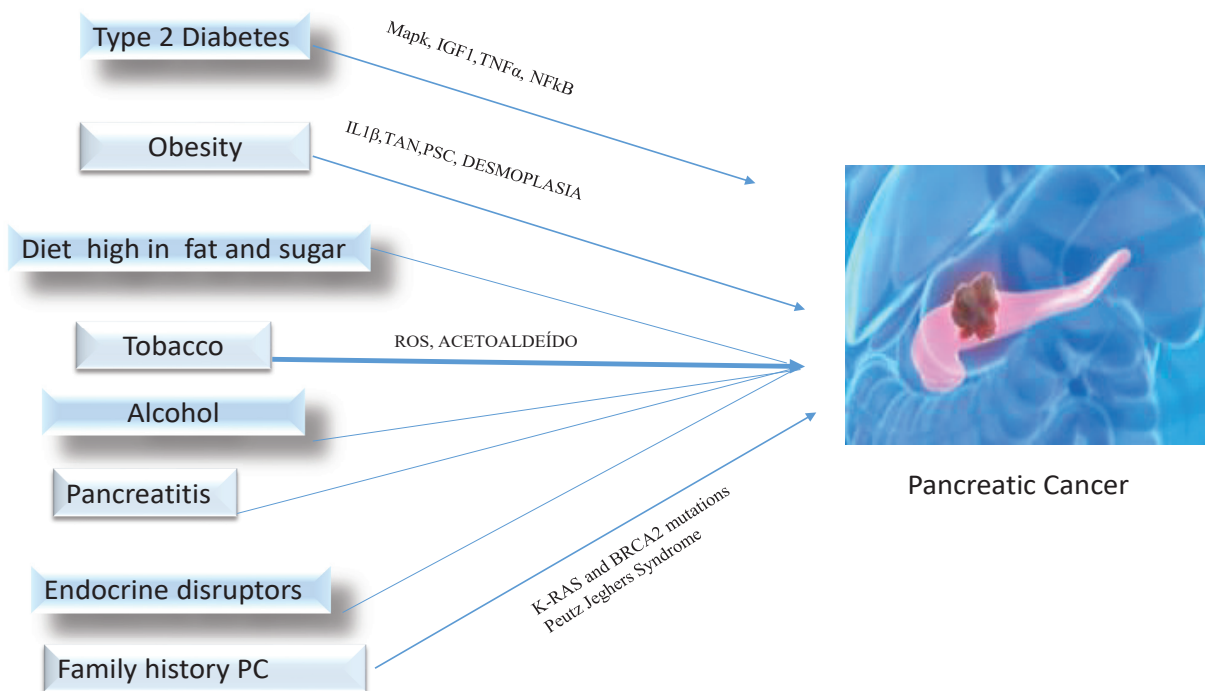 Type 2 Diabetes
Mapk, IGF1,TNFα, NFkB
Obesity
IL1β,TAN,PSC, DESMOPLASIA
Diet high in fat and sugar
Tobacco
ROS, ACETOALDEÍDO
Alcohol
Pancreatitis
Pancreatic Cancer
Endocrine disruptors
K-RAS and BRCA2 mutations
Peutz Jeghers Syndrome
Family history PC